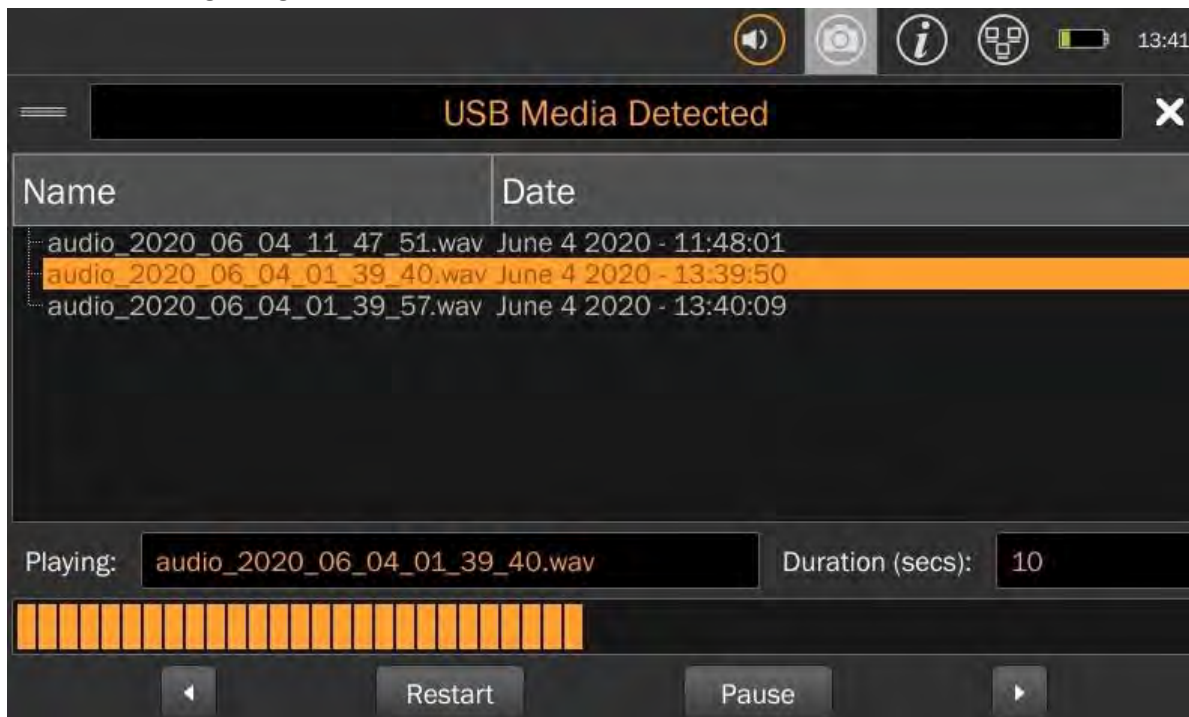 13:41
USB Media Detected
Name Date
audio_2020_06_04_11_47_51.wav June 4 2020 - 11:48:01
audio_2020_06_04_01_39_40.wav June 4 2020 - 13:39:50
audio_2020_06_04_01_39_57.wav June 4 2020 - 13:40:09
Playing: audio_2020_06_04_01_39_40.wav Duration (secs): 10
Restart Pause